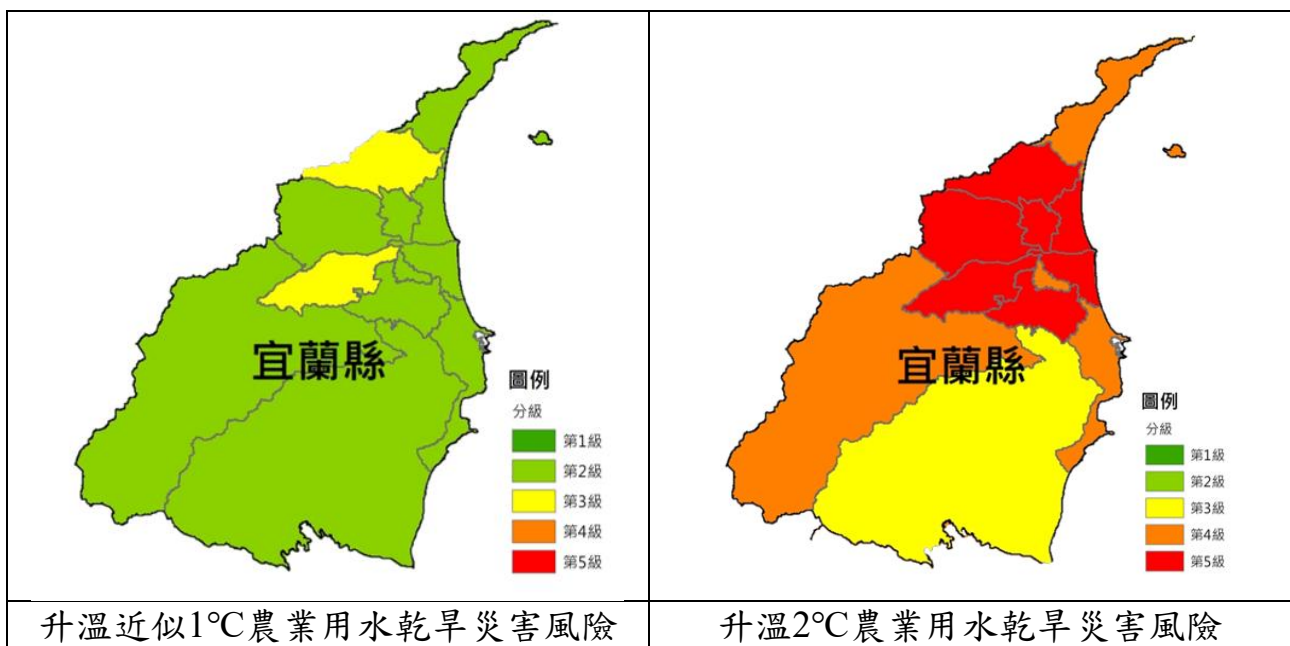 宜蘭縣
圖例
分級
第1級
第2級
第3級
第4級
第5級
升溫近似1℃農業用水乾旱災害風險
宜蘭縣
圖例
分級
第1級
第2級
第3級
第4級
第5級
升溫2℃農業用水乾旱災害風險